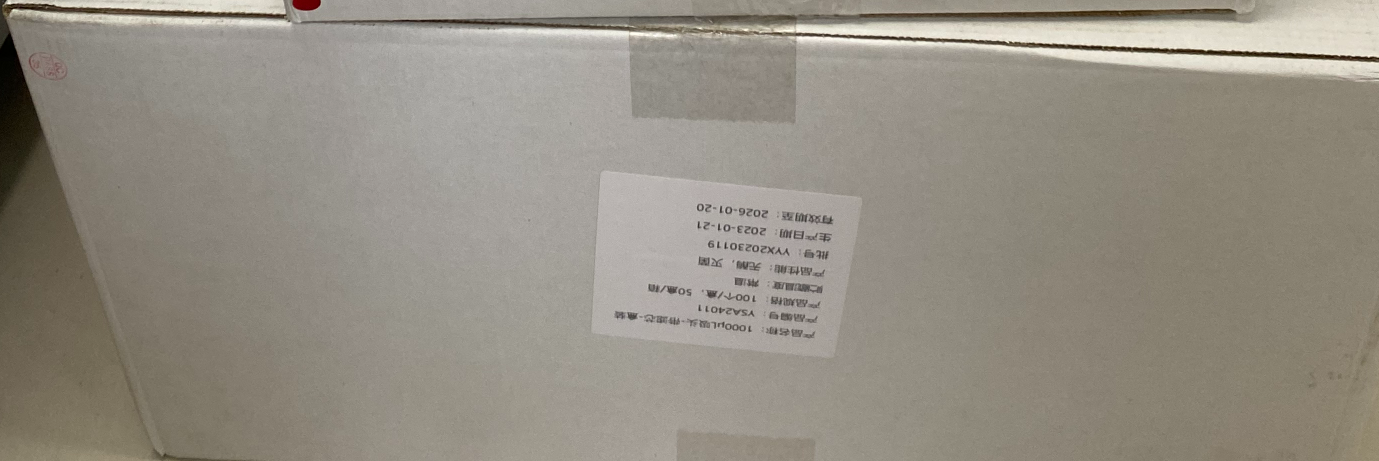 产品名称：1000μL吸头-带滤芯-盒装
产品编号：YSA24011
产品规格：100个/盒，50盒/箱
贮藏温度：常温
产品性能：无酶，灭菌
批号：YYX20230119
生产日期：2023-01-21
有效期至：2026-01-20